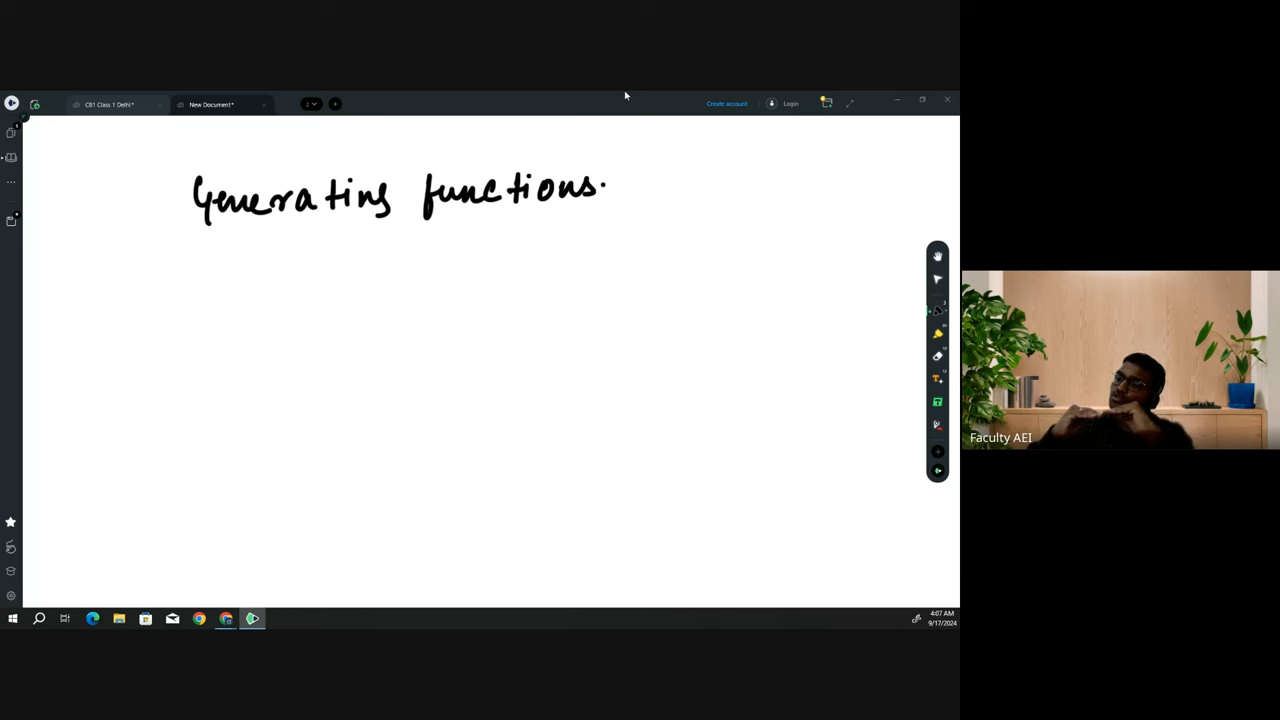 CB1 Class 1 Delhi*
New Document*
2
Create account
Login
Generating functions.
Faculty AEI
4:07 AM
9/17/2024